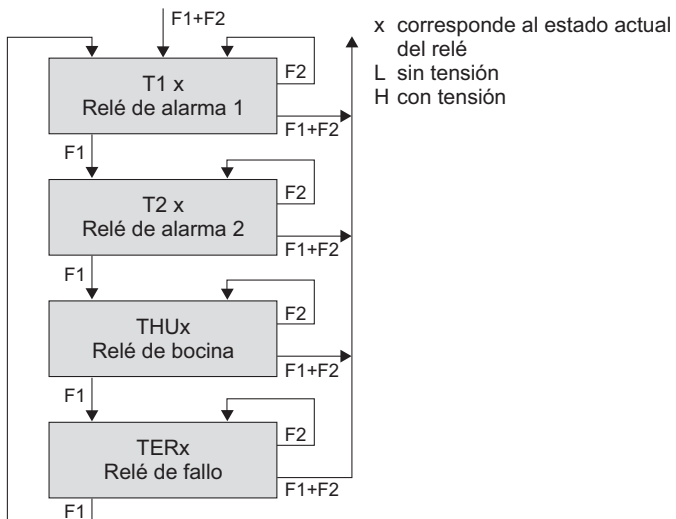 F1+F2
x corresponde al estado actual
del relé
L sin tensión
H con tensión
F2
T1 x
Relé de alarma 1
F1+F2
F1
F2
T2 x
Relé de alarma 2
F1+F2
F1
F2
THUx
Relé de bocina
F1+F2
F1
F2
TERx
Relé de fallo
F1+F2
F1